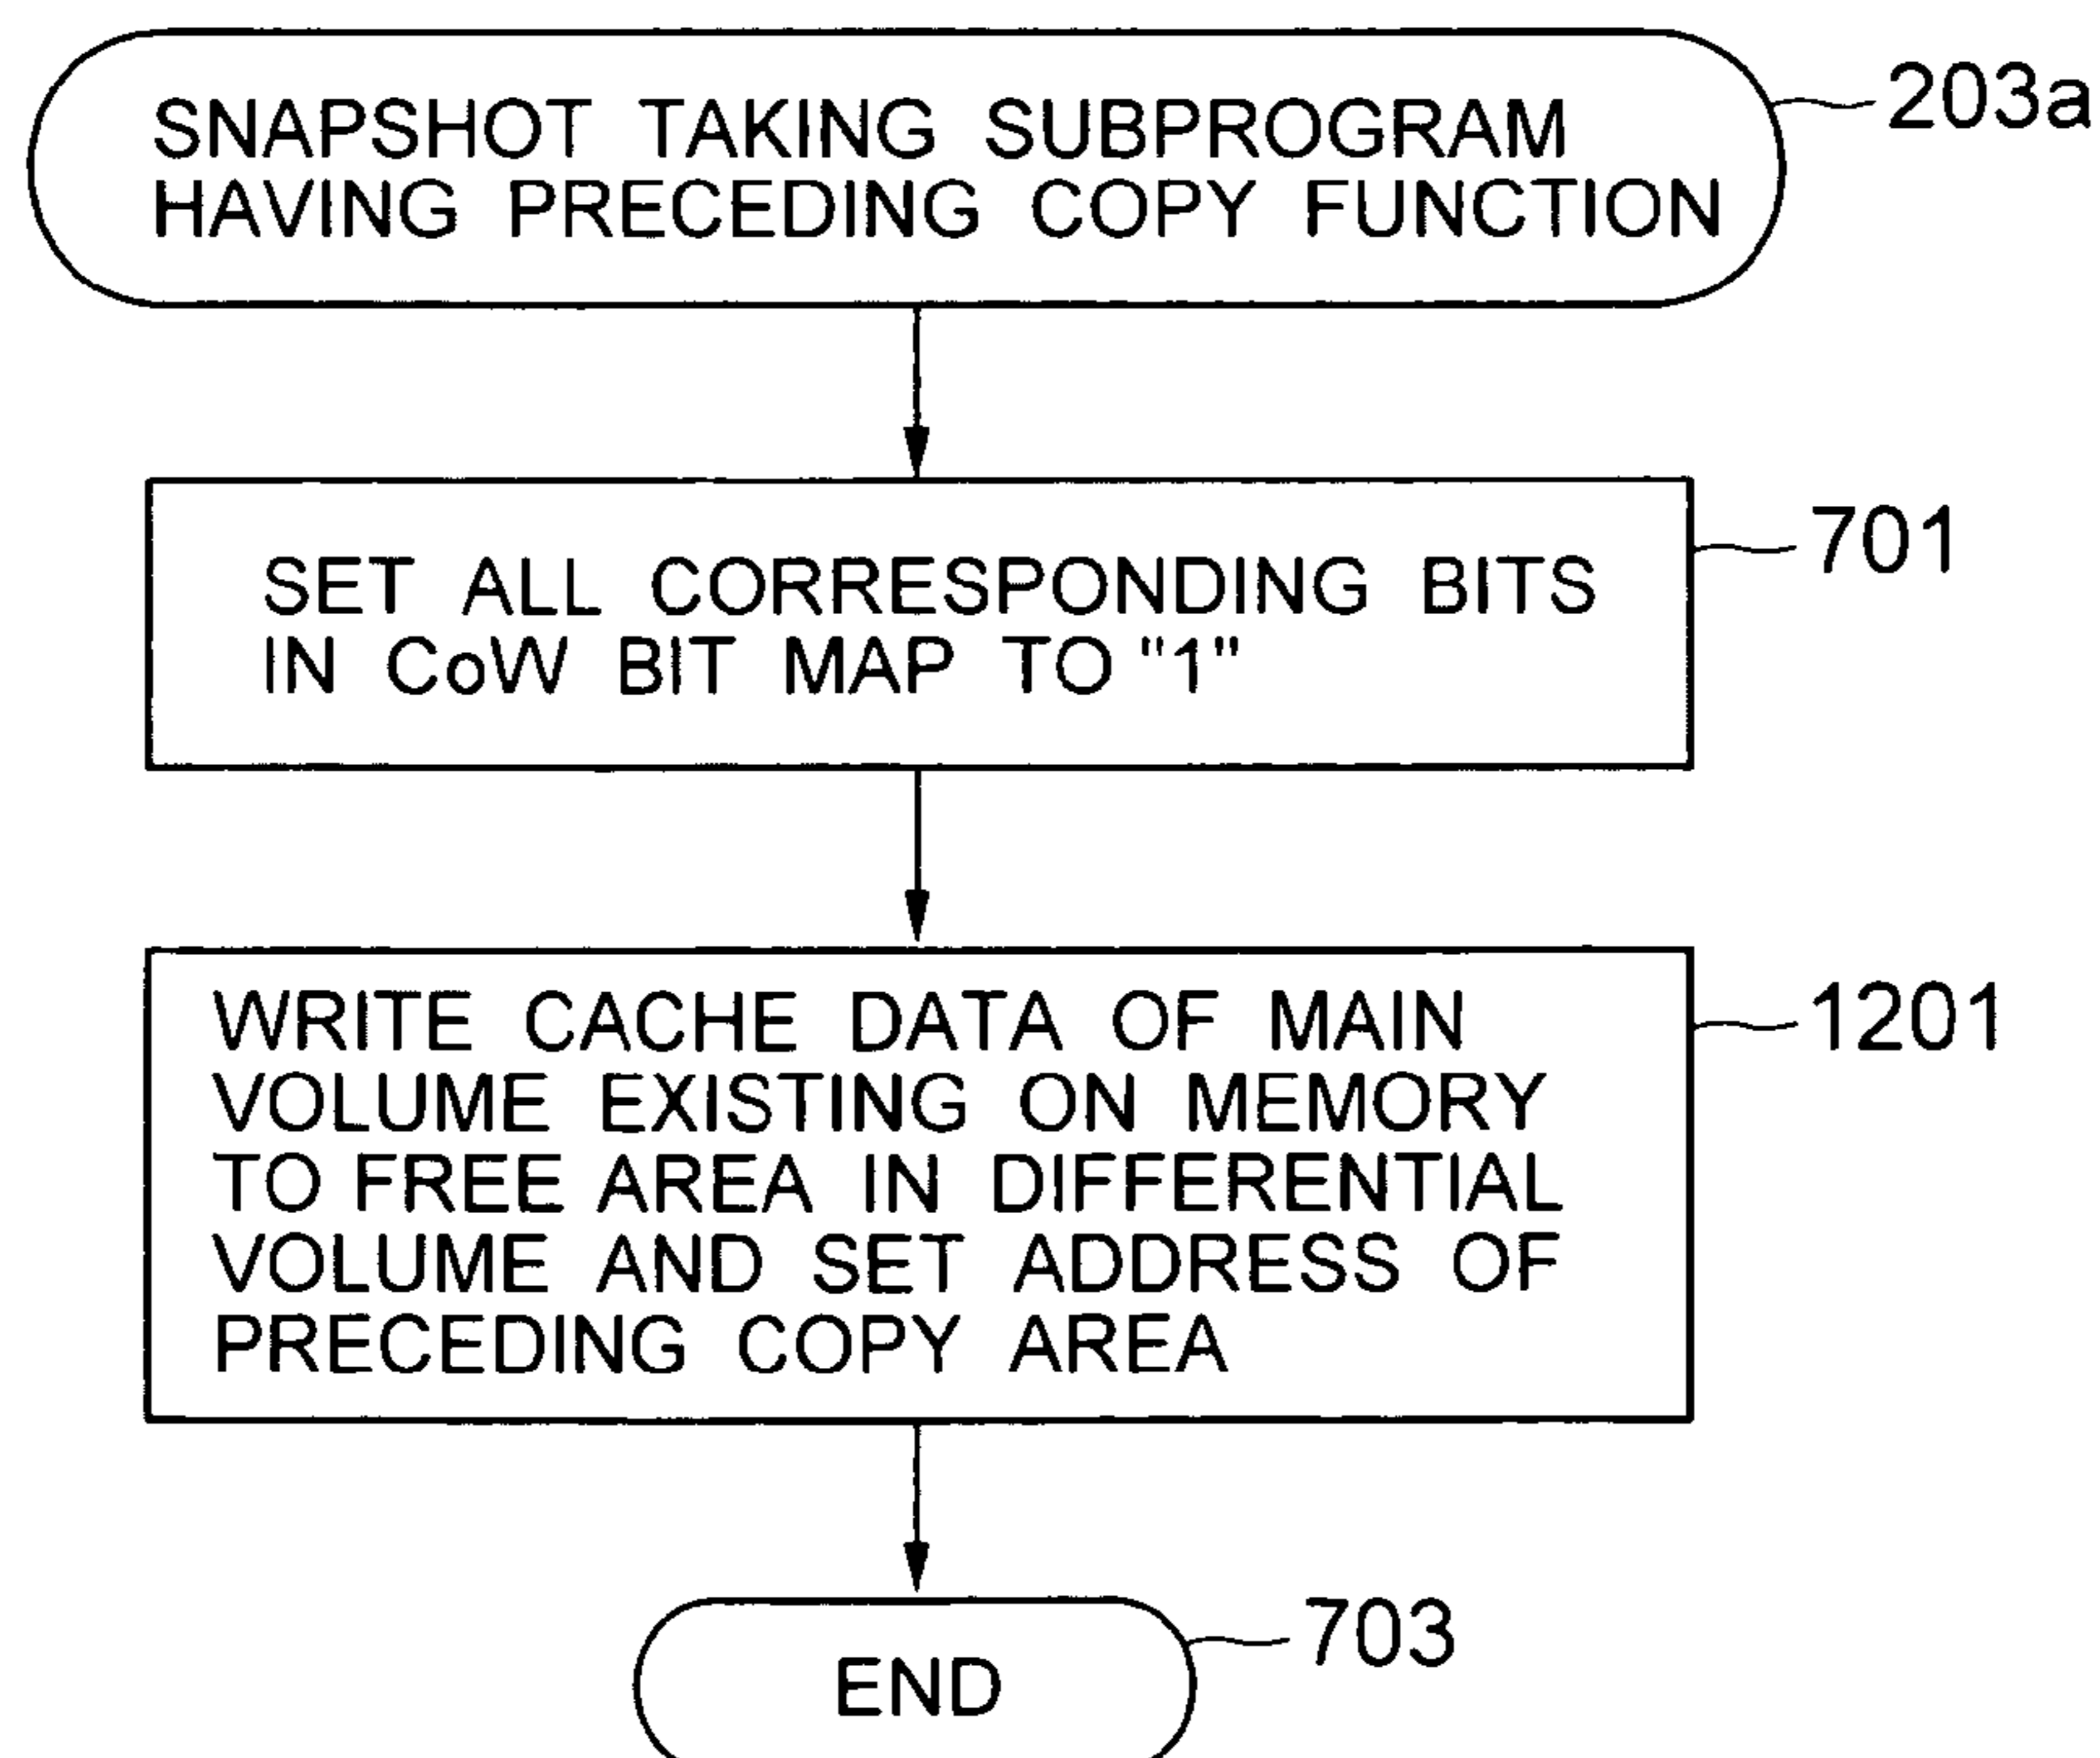 SNAPSHOT TAKING SUBPROGRAM
HAVING PRECEDING COPY FUNCTION
203a
SET ALL CORRESPONDING BITS
IN CoW BIT MAP TO "1"
701
WRITE CACHE DATA OF MAIN
VOLUME EXISTING ON MEMORY
TO FREE AREA IN DIFFERENTIAL
VOLUME AND SET ADDRESS OF
PRECEDING COPY AREA
1201
END
703